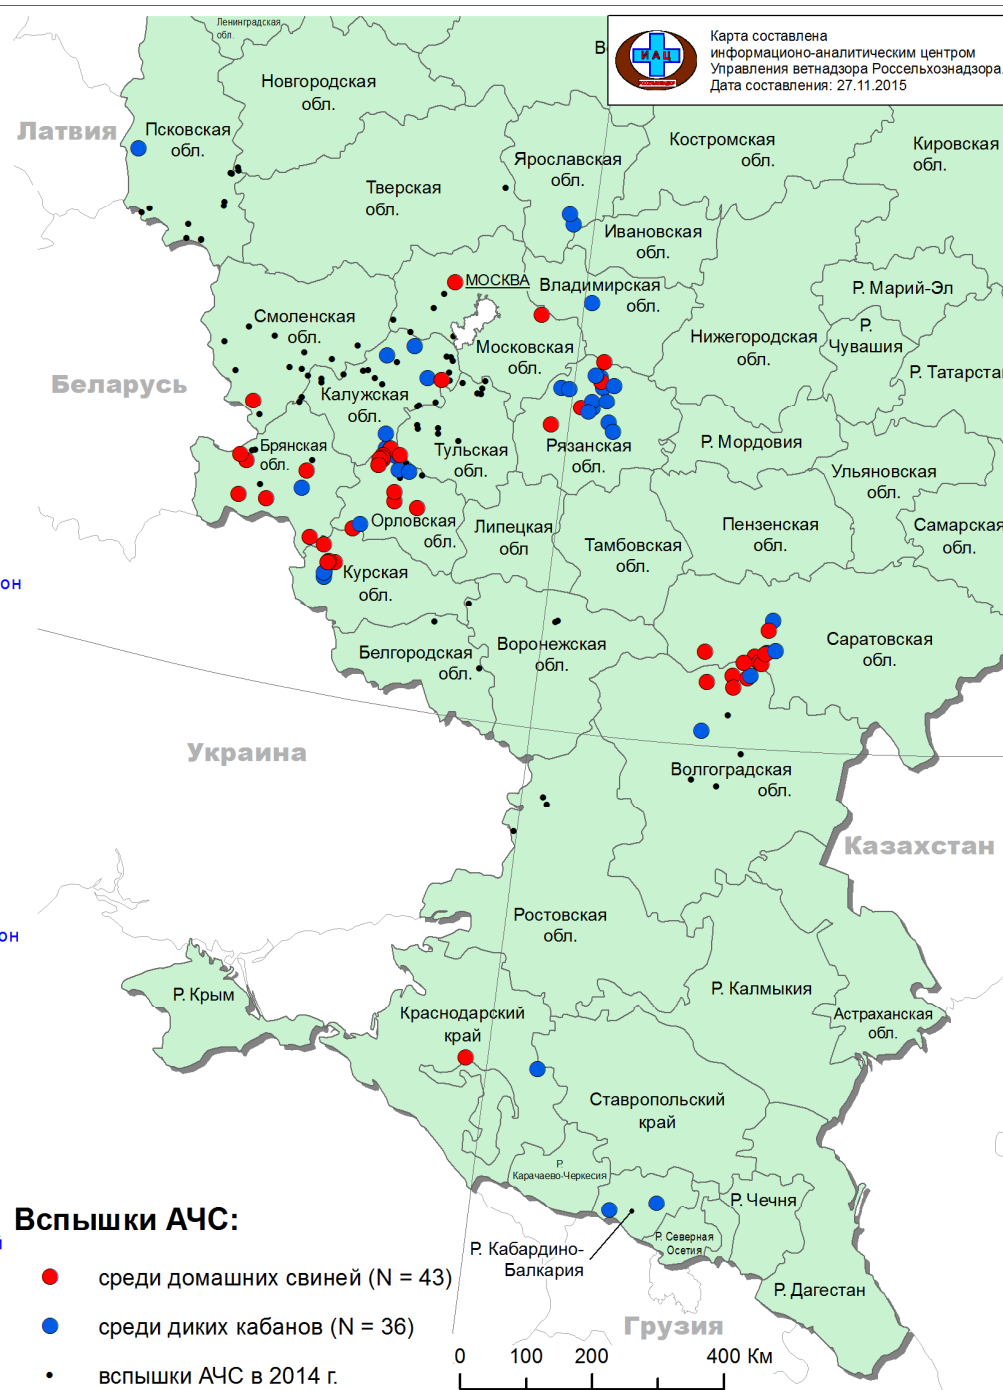 Ленинградская
обл.
Карта составлена
информационо-аналитическим центром
Управления ветнадзора Россельхознадзора.
Дата составления: 27.11.2015
ИАЦ
Новгородская
обл.
Латвия
Псковская
обл.
Костромская
обл.
Кировская
обл.
Ярославская
обл.
Тверская
обл.
Ивановская
обл.
МОСКВА
Владимирская
обл.
Р. Марий-Эл
Смоленская
обл.
Нижегородская
обл.
Р.
Чувашия
Московская
обл.
Р. Татарстан
Беларусь
Калужская
обл.
Брянская
обл.
Тульская
обл.
Рязанская
обл.
Р. Мордовия
Ульяновская
обл.
Орловская
обл.
Липецкая
обл
Пензенская
обл.
Самарская
обл.
Тамбовская
обл.
он
Курская
обл.
Белгородская
обл.
Воронежская
обл.
Саратовская
обл.
Украина
Волгоградская
обл.
Казахстан
Ростовская
обл.
он
Р. Крым
Р. Калмыкия
Краснодарский
край
Астраханская
обл.
Ставропольский
край
Р.
Карачаево-Черкесия
Р. Чечня
Вспышки АЧС:
Р. Северная
Осетия
Р. Кабардино-
Балкария
среди домашних свиней (N = 43)
Р. Дагестан
среди диких кабанов (N = 36)
Грузия
0 100 200 400 Км
вспышки АЧС в 2014 г.